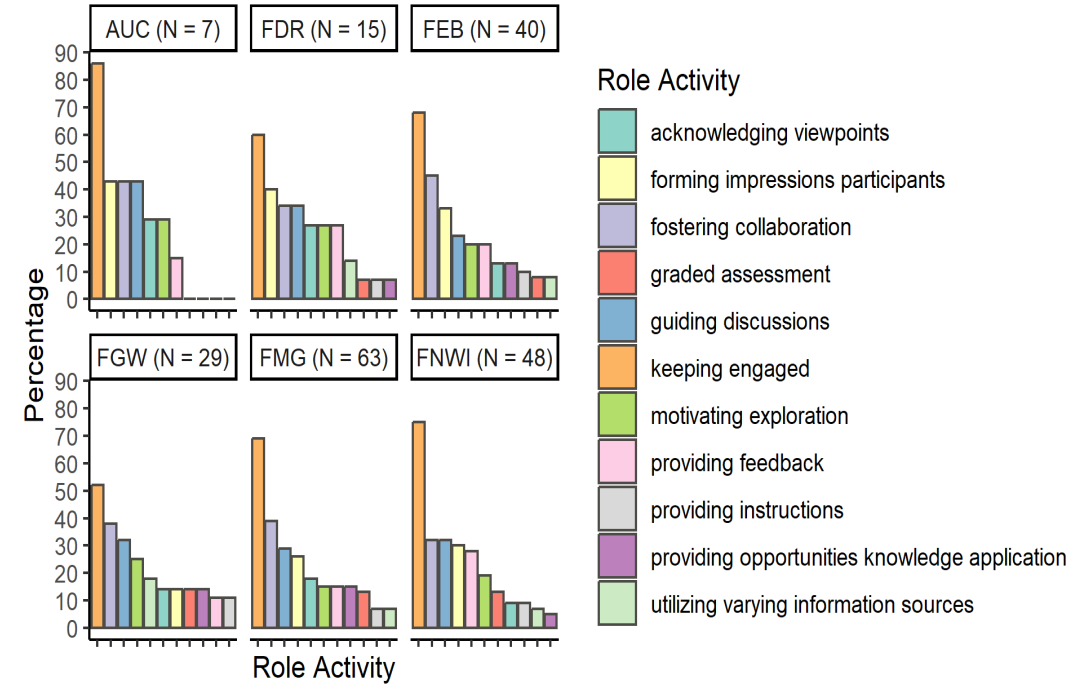 AUC (N = 7)
FDR (N = 15)
FEB (N = 40)
90
80
70
60
50
40
30
20
10
0
FGW (N = 29)
FMG (N = 63)
FNWI (N = 48)
90
80
70
60
50
40
30
20
10
0
Percentage
Role Activity
Role Activity
acknowledging viewpoints
forming impressions participants
fostering collaboration
graded assessment
guiding discussions
keeping engaged
motivating exploration
providing feedback
providing instructions
providing opportunities knowledge application
utilizing varying information sources